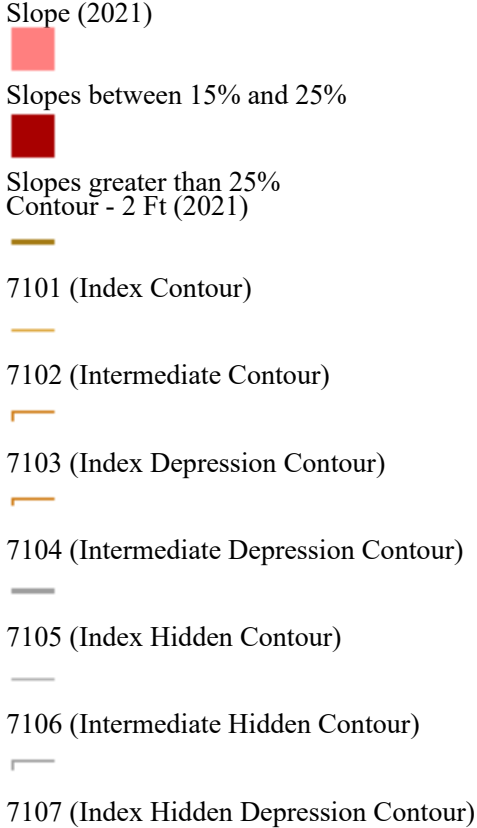 Slope (2021)
Slopes between 15% and 25%
Slopes greater than 25%
Contour - 2 Ft (2021)
7101 (Index Contour)
7102 (Intermediate Contour)
7103 (Index Depression Contour)
7104 (Intermediate Depression Contour)
7105 (Index Hidden Contour)
7106 (Intermediate Hidden Contour)
7107 (Index Hidden Depression Contour)